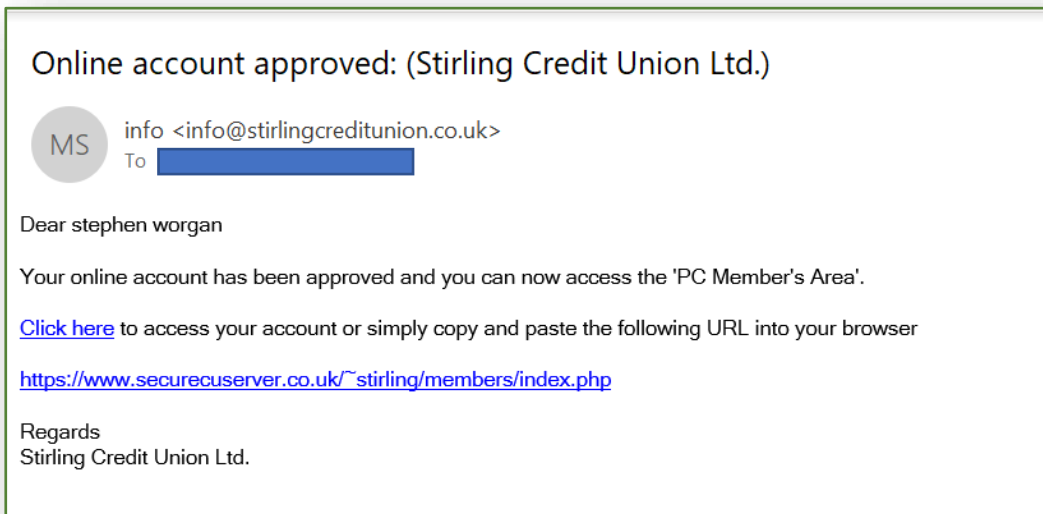 Online account approved: (Stirling Credit Union Ltd.)
MS
info <info@stirlingcreditunion.co.uk>
To
Dear stephen worgan
Your online account has been approved and you can now access the 'PC Member's Area'.
Click here to access your account or simply copy and paste the following URL into your browser
https://www.securecuserver.co.uk/~stirling/members/index.php
Regards
Stirling Credit Union Ltd.